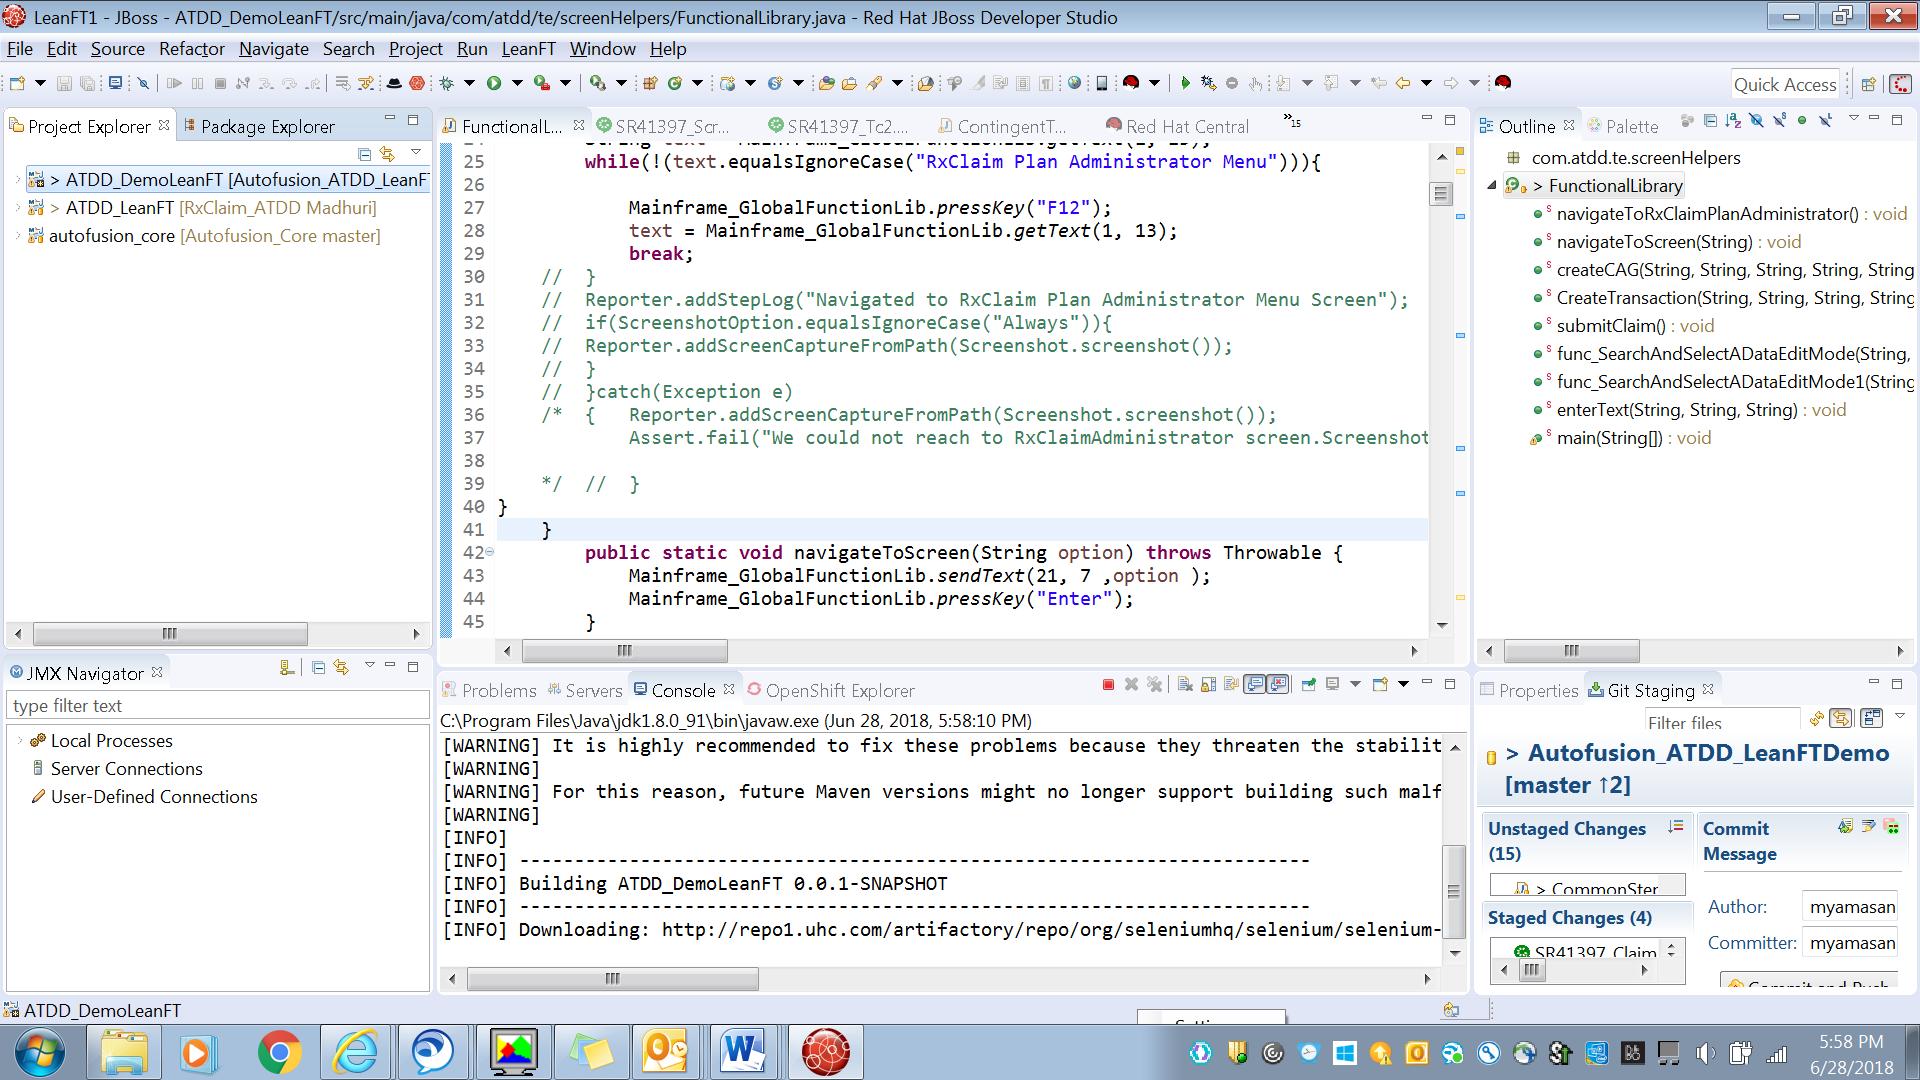 LeanFT1 - JBoss - ATDD_DemoLeanFT/src/main/java/com/atdd/te/screenHelpers/FunctionalLibrary.java - Red Hat JBoss Developer Studio
File Edit Source Refactor Navigate Search Project Run LeanFT Window Help
Quick Access
Project Explorer Package Explorer
> ATDD_DemoLeanFT [Autofusion_ATDD_LeanF
> ATDD_LeanFT [RxClaim_ATDD Madhuri]
autofusion_core [Autofusion_Core master]
FunctionalL... SR41397_Scr... SR41397_Tc2... ContingentT... Red Hat Central »15
25 while(!(text.equalsIgnoreCase("RxClaim Plan Administrator Menu"))){
26
27 Mainframe_GlobalFunctionLib.pressKey("F12");
28 text = Mainframe_GlobalFunctionLib.getText(1, 13);
29 break;
30 // }
31 // Reporter.addStepLog("Navigated to RxClaim Plan Administrator Menu Screen");
32 // if(ScreenshotOption.equalsIgnoreCase("Always")){
33 // Reporter.addScreenCaptureFromPath(Screenshot.screenshot());
34 // }
35 // }catch(Exception e)
36 /* { Reporter.addScreenCaptureFromPath(Screenshot.screenshot());
37 Assert.fail("We could not reach to RxClaimAdministrator screen.Screenshot
38
39 */ // }
40 }
41 }
42 public static void navigateToScreen(String option) throws Throwable {
43 Mainframe_GlobalFunctionLib.sendText(21, 7 ,option );
44 Mainframe_GlobalFunctionLib.pressKey("Enter");
45 }
Outline Palette
com.atdd.te.screenHelpers
> FunctionalLibrary
navigateToRxClaimPlanAdministrator() : void
navigateToScreen(String) : void
createCAG(String, String, String, String, String
CreateTransaction(String, String, String, String
submitClaim() : void
func_SearchAndSelectADataEditMode(String,
func_SearchAndSelectADataEditMode1(String
enterText(String, String, String) : void
main(String[]) : void
JMX Navigator
type filter text
Local Processes
Server Connections
User-Defined Connections
Problems Servers Console OpenShift Explorer
C:\Program Files\Java\jdk1.8.0_91\bin\javaw.exe (Jun 28, 2018, 5:58:10 PM)
[WARNING] It is highly recommended to fix these problems because they threaten the stabilit
[WARNING]
[WARNING] For this reason, future Maven versions might no longer support building such malf
[WARNING]
[INFO]
[INFO] ------------------------------------------------------------------------
[INFO] Building ATDD_DemoLeanFT 0.0.1-SNAPSHOT
[INFO] ------------------------------------------------------------------------
[INFO] Downloading: http://repo1.uhc.com/artifactory/repo/org/seleniumhq/selenium/selenium-
Properties Git Staging
Filter files
> Autofusion_ATDD_LeanFTDemo
[master ↑2]
Unstaged Changes
(15)
> CommonSter
Staged Changes (4)
SR41397_Claim
Commit
Message
Author: myamasan
Committer: myamasan
Commit and Push
ATDD_DemoLeanFT
5:58 PM
6/28/2018